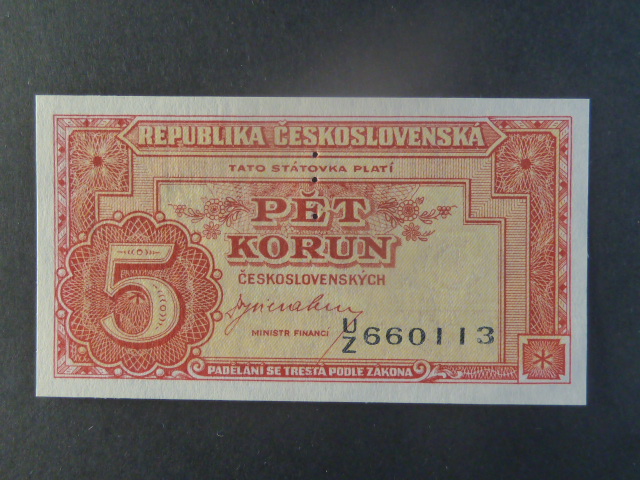 REPUBLIKA ČESKOSLOVENSKÁ
TATO STÁTOVKA PLATÍ
PĚT
KORUN
ČESKOSLOVENSKÝCH
5
MINISTR FINANCÍ
U/Z 660113
PADĚLÁNÍ SE TRESTÁ PODLE ZÁKONA